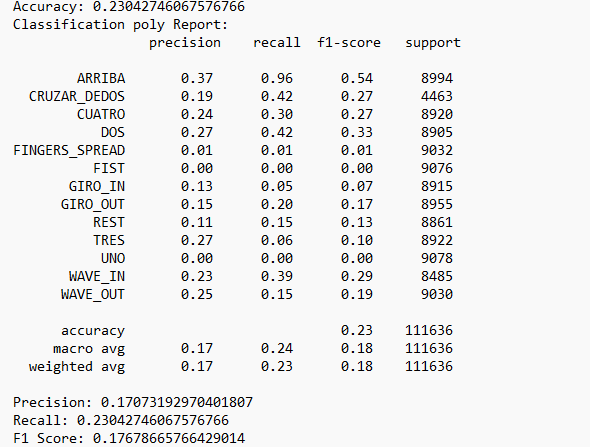 Accuracy: 0.23042746067576766
Classification poly Report:
precision recall f1-score support
ARRIBA 0.37 0.96 0.54 8994
CRUZAR_DEDOS 0.19 0.42 0.27 4463
CUATRO 0.24 0.30 0.27 8920
DOS 0.27 0.42 0.33 8905
FINGERS_SPREAD 0.01 0.01 0.01 9032
FIST 0.00 0.00 0.00 9076
GIRO_IN 0.13 0.05 0.07 8915
GIRO_OUT 0.15 0.20 0.17 8955
REST 0.11 0.15 0.13 8861
TRES 0.27 0.06 0.10 8922
UNO 0.00 0.00 0.00 9078
WAVE_IN 0.23 0.39 0.29 8485
WAVE_OUT 0.25 0.15 0.19 9030
accuracy 0.23 111636
macro avg 0.17 0.24 0.18 111636
weighted avg 0.17 0.23 0.18 111636
Precision: 0.17073192970401807
Recall: 0.23042746067576766
F1 Score: 0.17678665766429014